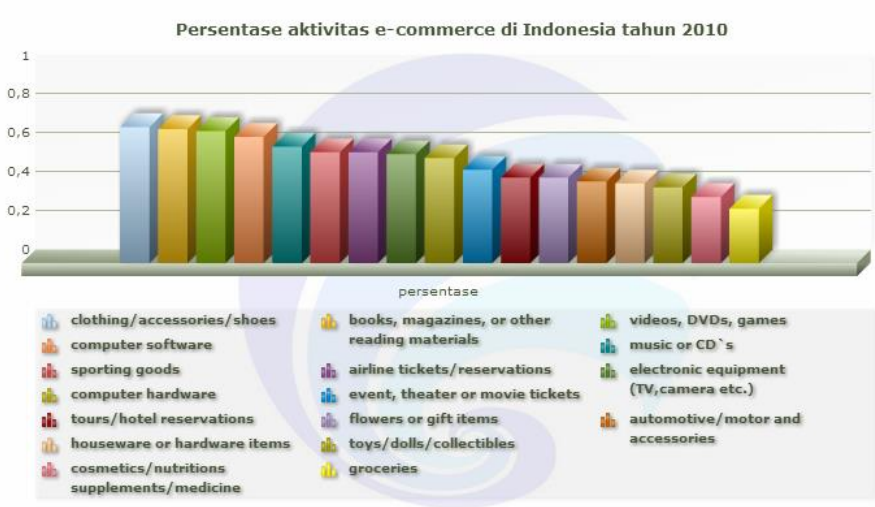 Persentase aktivitas e-commerce di Indonesia tahun 2010
1
0,8
0,6
0,4
0,2
0
persentase
clothing/accessories/shoes
books, magazines, or other
reading materials
videos, DVDs, games
computer software
music or CD`s
sporting goods
airline tickets/reservations
electronic equipment
(TV,camera etc.)
computer hardware
event, theater or movie tickets
tours/hotel reservations
flowers or gift items
automotive/motor and
accessories
houseware or hardware items
toys/dolls/collectibles
cosmetics/nutritions
supplements/medicine
groceries